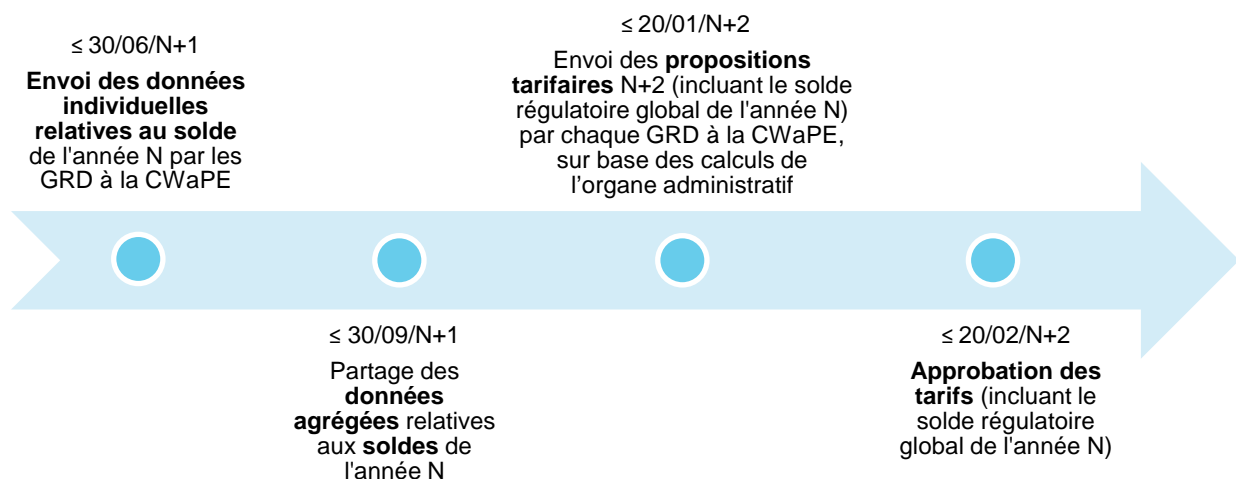 ≤ 30/06/N+1
Envoi des données
individuelles
relatives au solde
de l'année N par les
GRD à la CWaPE
≤ 30/09/N+1
Partage des
données
agrégées relatives
aux soldes de
l'année N
≤ 20/01/N+2
Envoi des propositions
tarifaires N+2 (incluant le solde
régulatoire global de l'année N)
par chaque GRD à la CWaPE,
sur base des calculs de
l’organe administratif
≤ 20/02/N+2
Approbation des
tarifs (incluant le
solde régulatoire
global de l'année N)